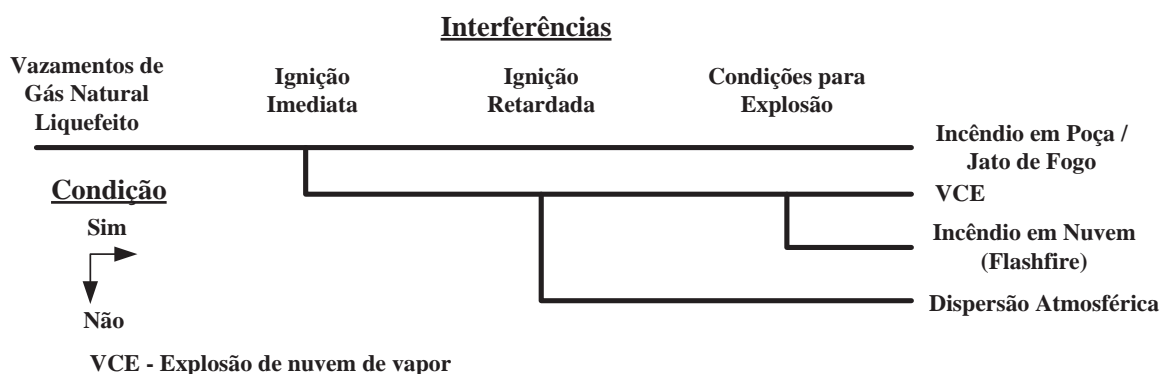 Interferências
Vazamentos de
Gás Natural
Liquefeito
Ignição
Imediata
Ignição
Retardada
Condições para
Explosão
Incêndio em Poça /
Jato de Fogo
Condição
Sim
Não
VCE
Incêndio em Nuvem
(Flashfire)
Dispersão Atmosférica
VCE - Explosão de nuvem de vapor